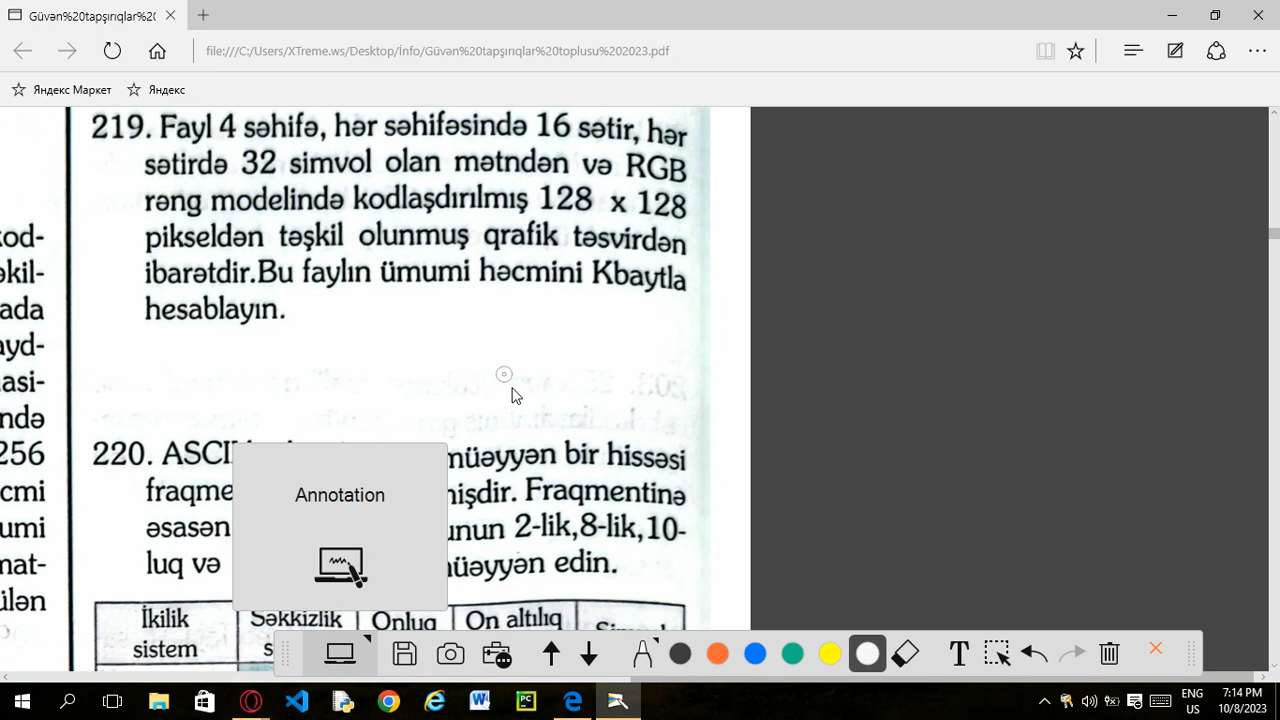 Güvən%20tapşırıqlar%20
file:///C:/Users/XTreme.ws/Desktop/İnfo/Güvən%20tapşırıqlar%20toplusu%202023.pdf
Яндекс Маркет
Яндекс
219. Fayl 4 səhifə, hər səhifəsində 16 sətir, hər
sətirdə 32 simvol olan mətndən və RGB
rəng modelində kodlaşdırılmış 128 x 128
pikseldən təşkil olunmuş qrafik təsvirdən
ibarətdir.Bu faylın ümumi həcmini Kbaytla
hesablayın.
kod-
əkil-
ada
ayd-
asi-
ndə
256
cmi
umi
mat-
ülən
220. ASCI müəyyən bir hissəsi
fraqme nişdir. Fraqmentinə
əsasən unun 2-lik,8-lik,10-
luq və müəyyən edin.
İkilik sistem
Səkkizlik
Onluq
On altılıq
Annotation
T
ENG
US
7:14 PM
10/8/2023